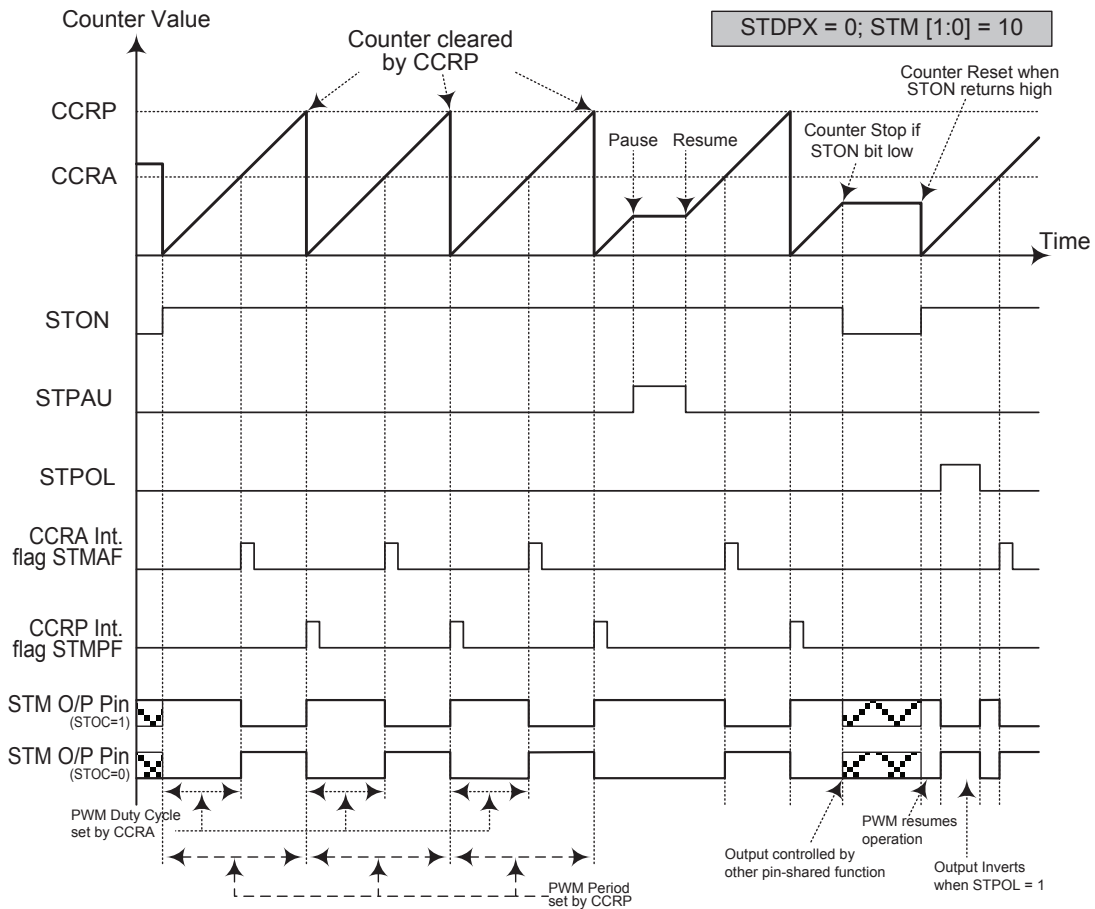 Counter Value
STDPX = 0; STM [1:0] = 10
Counter cleared
by CCRP
Counter Reset when
STON returns high
CCRP
Pause
Resume
Counter Stop if
STON bit low
CCRA
Time
STON
STPAU
STPOL
CCRA Int.
flag STMAF
CCRP Int.
flag STMPF
STM O/P Pin
(STOC=1)
STM O/P Pin
(STOC=0)
PWM Duty Cycle
set by CCRA
PWM resumes
operation
Output controlled by
other pin-shared function
Output Inverts
when STPOL = 1
PWM Period
set by CCRP